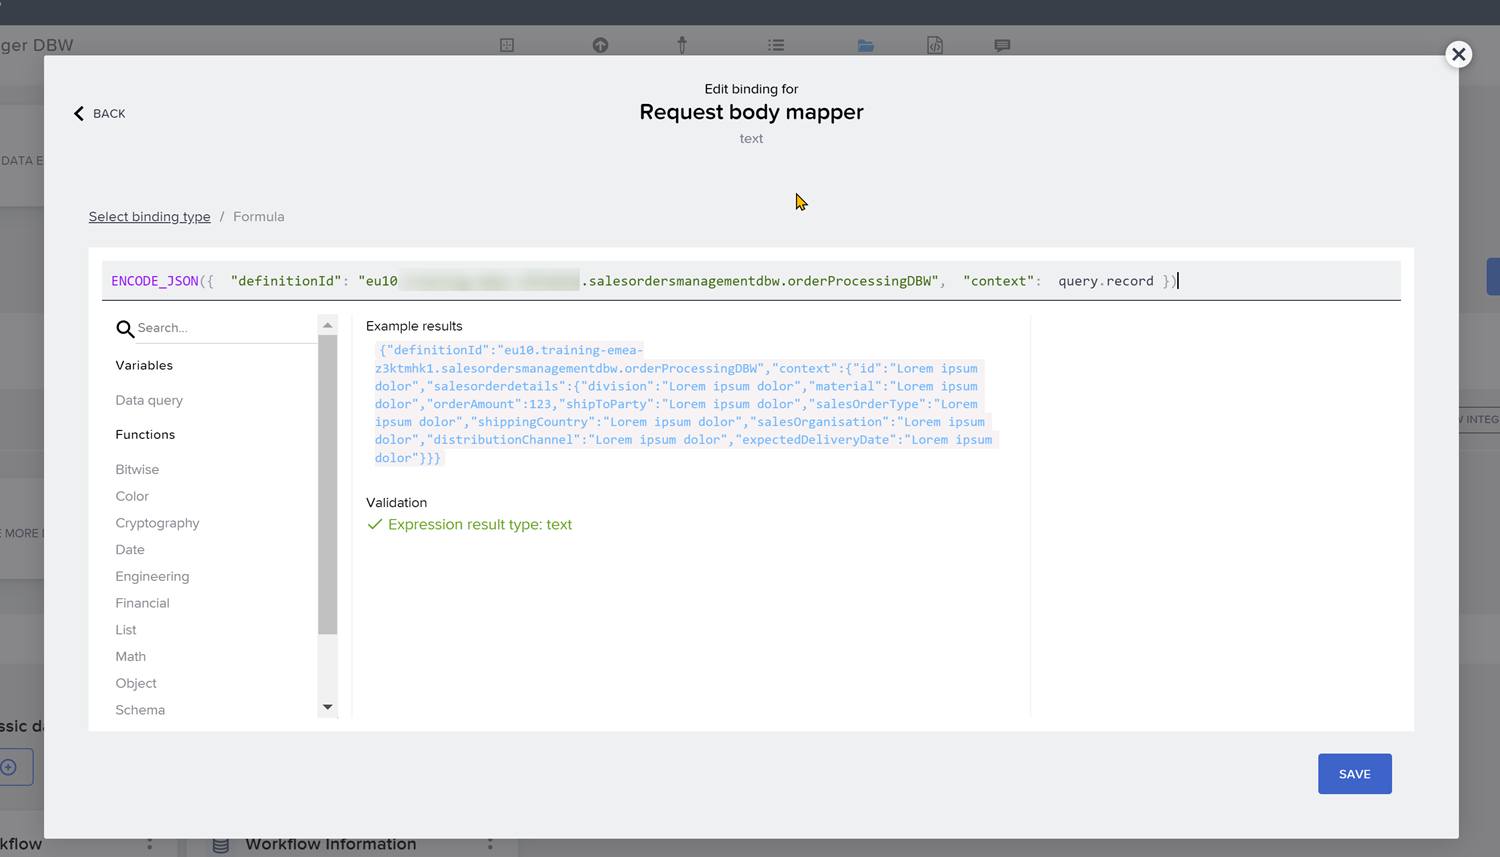 ger DBW
Edit binding for
BACK
Request body mapper
text
DATA E
Select binding type / Formula
ENCODE_JSON({ "definitionId": "eu10 .salesordersmanagementdbw.orderProcessingDBW", "context": query.record })
Search...
Variables
Data query
Functions
Bitwise
Color
Cryptography
Date
Engineering
Financial
List
Math
Object
Schema
Example results
{"definitionId":"eu10.training-emea-
z3ktmhk1.salesordersmanagementdbw.orderProcessingDBW","context":{"id":"Lorem ipsum
dolor","salesorderdetails":{"division":"Lorem ipsum dolor","material":"Lorem ipsum
dolor","orderAmount":123,"shipToParty":"Lorem ipsum dolor","salesOrderType":"Lorem
ipsum dolor","shippingCountry":"Lorem ipsum dolor","salesOrganisation":"Lorem ipsum
dolor","distributionChannel":"Lorem ipsum dolor","expectedDeliveryDate":"Lorem ipsum
dolor"}}}
Validation
Expression result type: text
W INTEG
E MORE D
ssic da
SAVE
kflow
Workflow Information